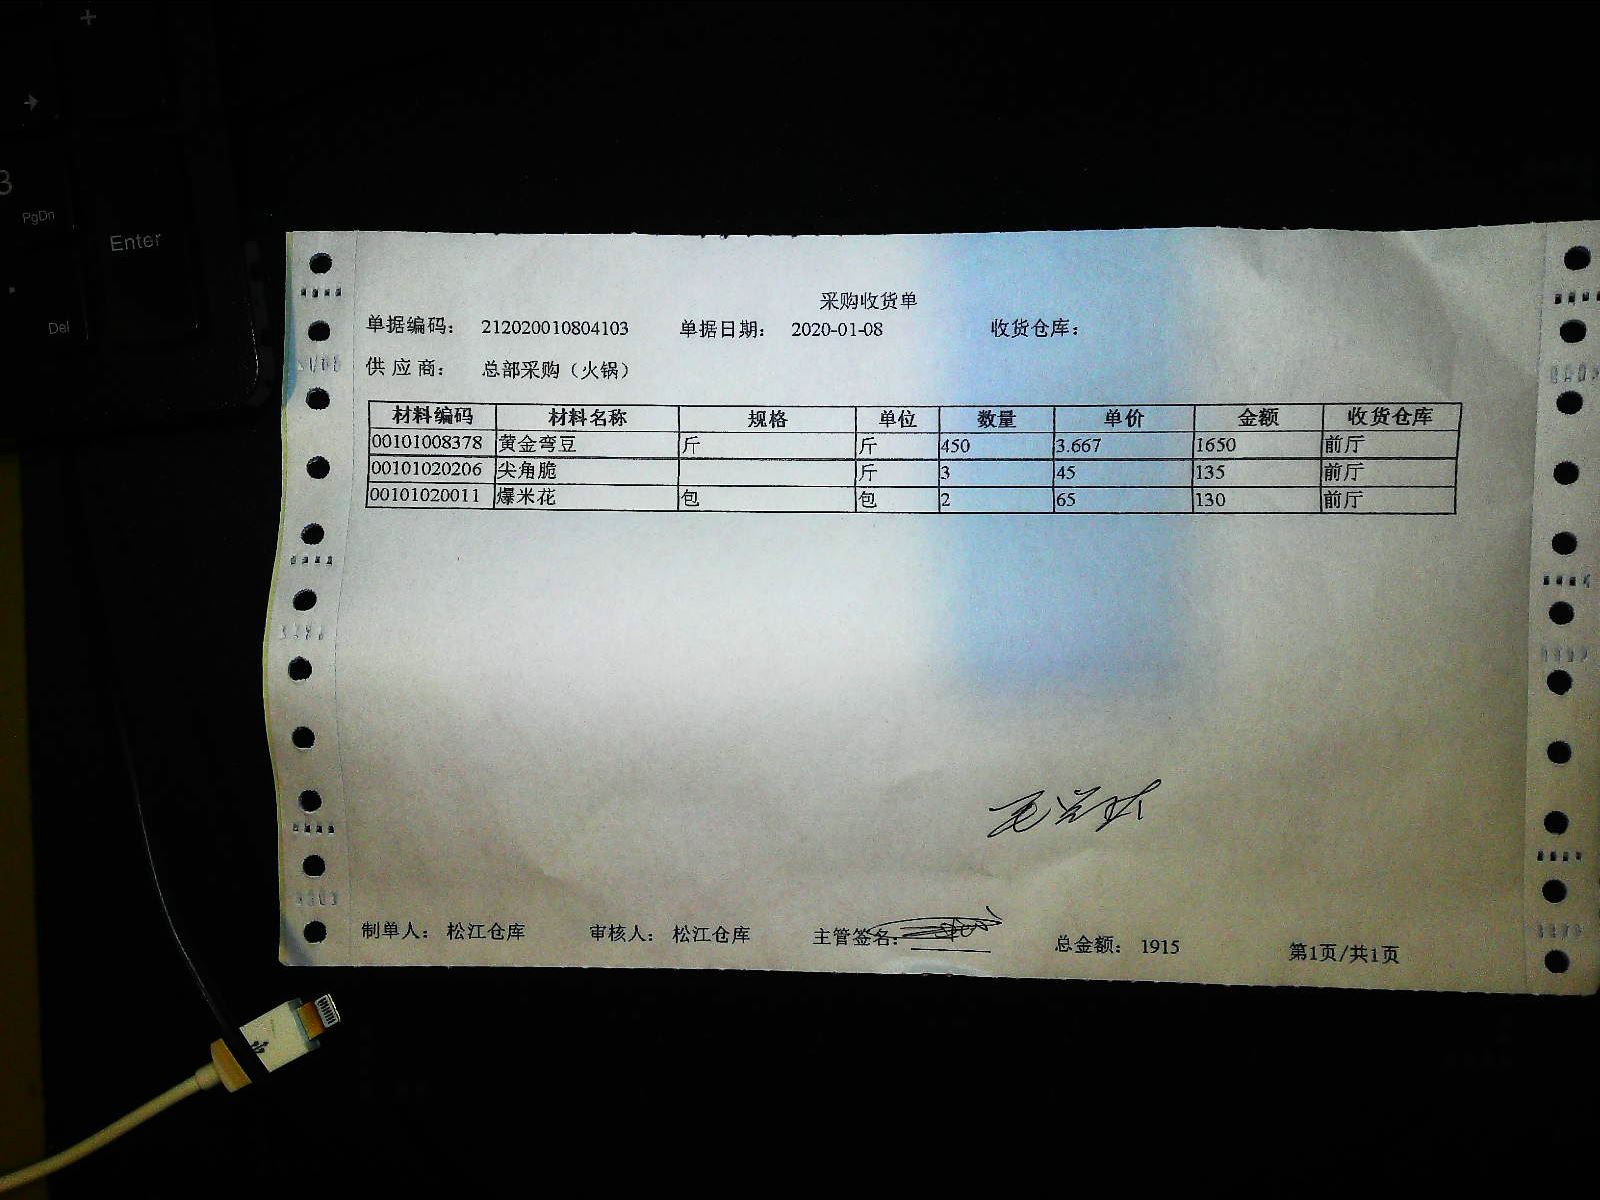 +
→
3
PgDn
Enter
Del
采购收货单
单据编码： 212020010804103 单据日期： 2020-01-08 收货仓库：
供 应 商： 总部采购（火锅）
材料编码 材料名称 规格 单位 数量 单价 金额 收货仓库
00101008378 黄金弯豆 斤 斤 450 3.667 1650 前厅
00101020206 尖角脆 斤 3 45 135 前厅
00101020011 爆米花 包 包 2 65 130 前厅
制单人： 松江仓库 审核人： 松江仓库 主管签名： 总金额： 1915 第1页/共1页